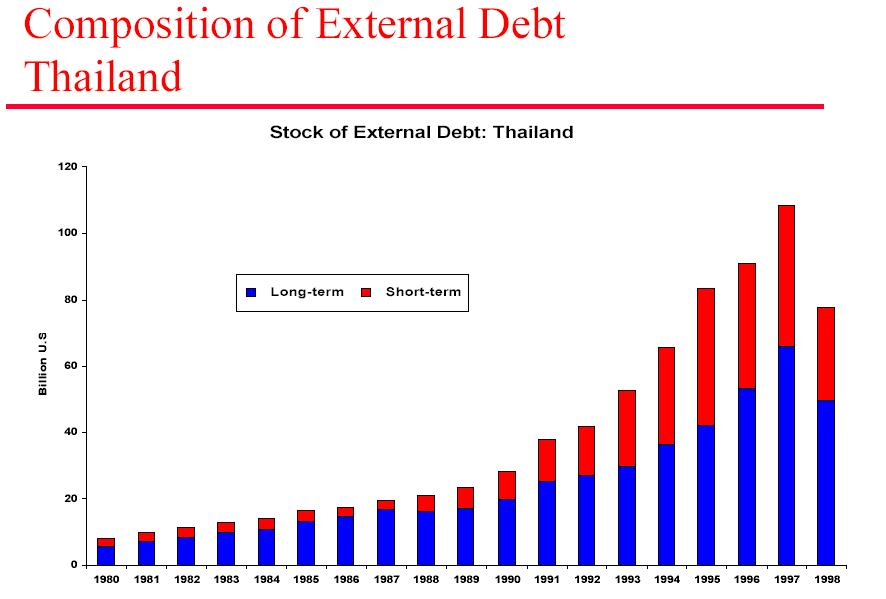 Composition of External Debt
Thailand
Stock of External Debt: Thailand
120
100
80
60
40
20
0
Billion U.S
Long-term Short-term
1980 1981 1982 1983 1984 1985 1986 1987 1988 1989 1990 1991 1992 1993 1994 1995 1996 1997 1998